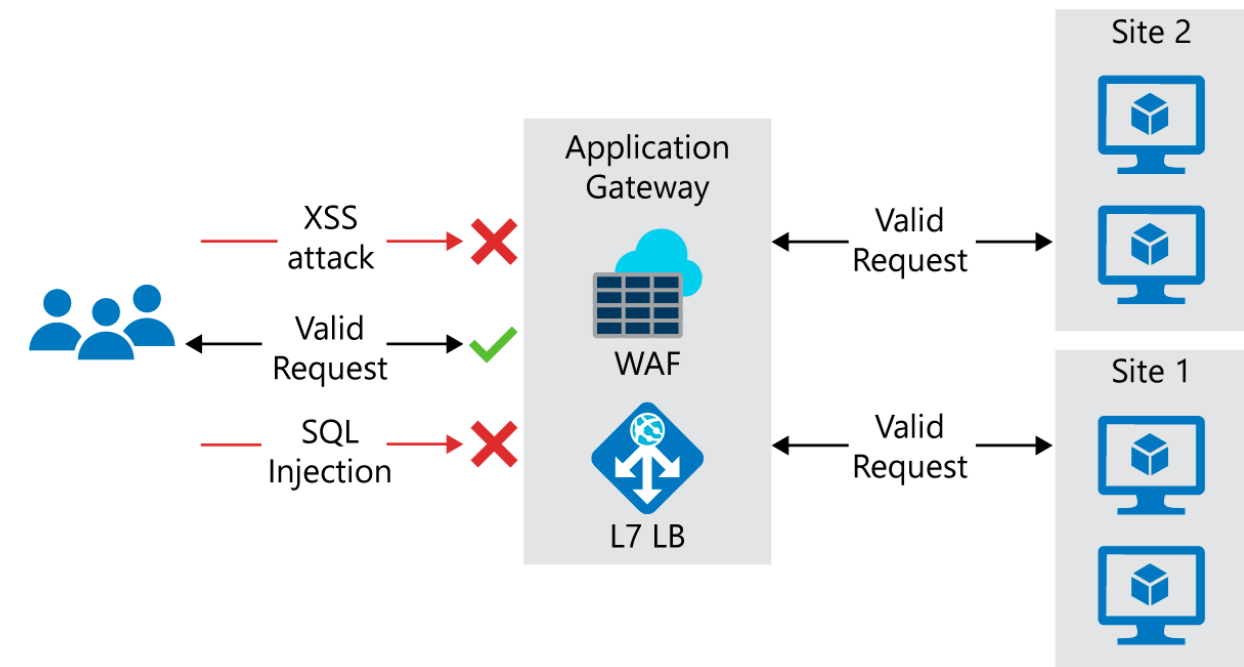 Site 2
Application
Gateway
XSS
attack
Valid
Request
Valid
Request
WAF
Site 1
SQL
Injection
Valid
Request
L7 LB